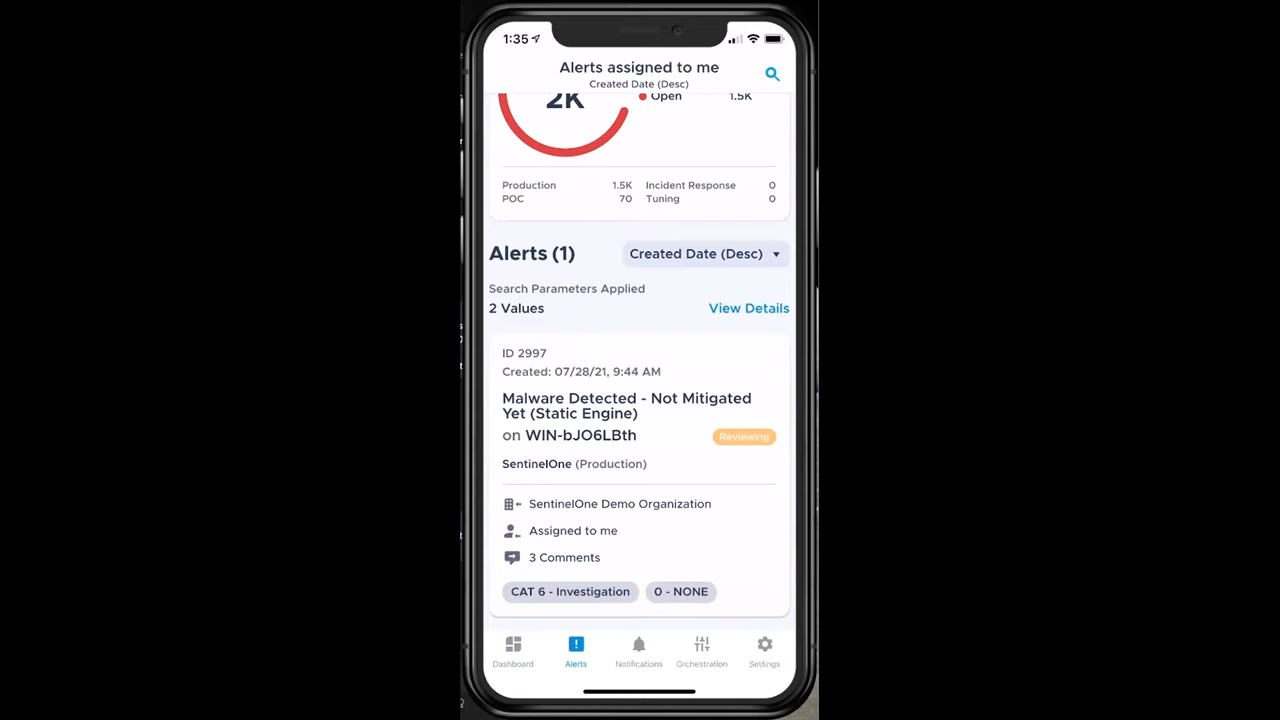 1:35
Alerts assigned to me
Created Date (Desc)
2K
Open 1.5K
Production 1.5K Incident Response 0
POC 70 Tuning 0
Alerts (1) Created Date (Desc)
Search Parameters Applied
2 Values View Details
ID 2997
Created: 07/28/21, 9:44 AM
Malware Detected - Not Mitigated
Yet (Static Engine)
on WIN-bJO6LBth Reviewing
SentinelOne (Production)
SentinelOne Demo Organization
Assigned to me
3 Comments
CAT 6 - Investigation 0 - NONE
Dashboard Alerts Notifications Orchestration Settings